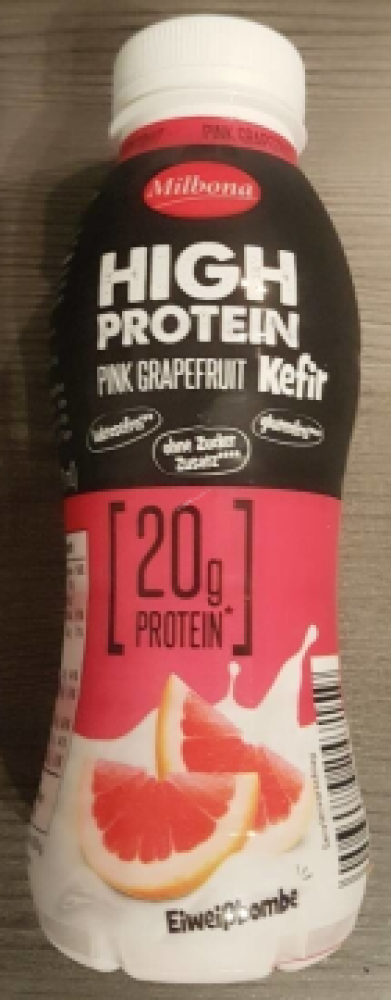 PINK GRAPEFRUIT
Milbona
HIGH
PROTEIN
PINK GRAPEFRUIT Kefir
laktosefrei**
ohne Zucker
Zusatz****
glutenfrei***
[20g
PROTEIN*]
Eiweißbombe